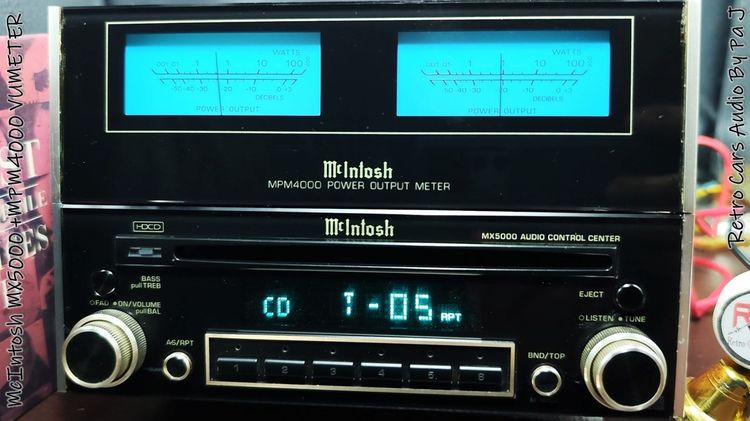 McIntosh MX5000 +MPM4000 VUMETER
Retro Cars Audio By Pa J
WATTS
.001 .01 .1 1 10 100 200
-50 -40 -30 -20 -10 0 +3
DECIBELS
POWER OUTPUT
WATTS
.001 .01 .1 1 10 100 200
-50 -40 -30 -20 -10 0 +3
DECIBELS
POWER OUTPUT
McIntosh
MPM4000 POWER OUTPUT METER
HDCD
McIntosh
MX5000 AUDIO CONTROL CENTER
BASS
pull TREB
EJECT
FAD ON/VOLUME
pull BAL
CD T-05 RPT
LISTEN TUNE
AS/RPT
BND/TOP
1 2 3 4 5 6